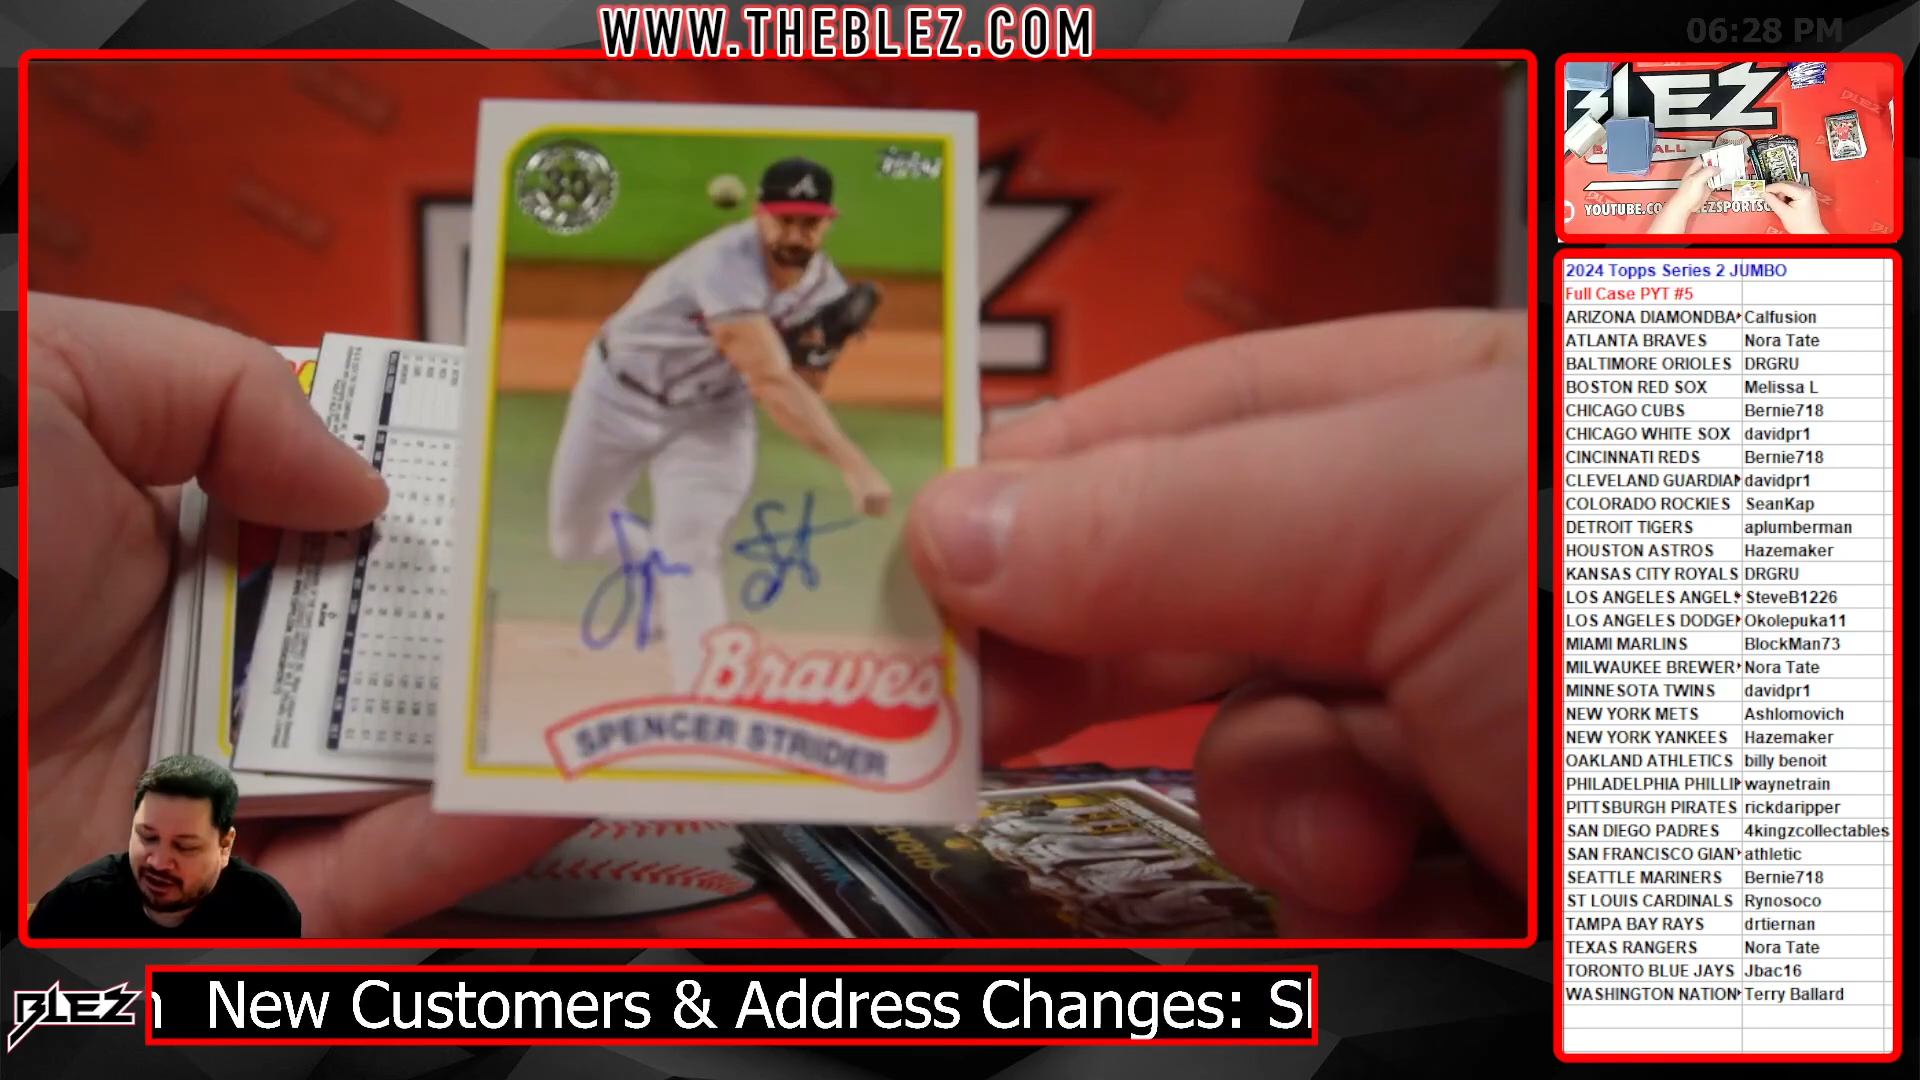 WWW.THEBLEZ.COM
06:28 PM
Topps
Braves
SPENCER STRIDER
BLEZ
YOUTUBE.CO
EZSPORTSC
2024 Topps Series 2 JUMBO
Full Case PYT #5
ARIZONA DIAMONDBA Calfusion
ATLANTA BRAVES Nora Tate
BALTIMORE ORIOLES DRGRU
BOSTON RED SOX Melissa L
CHICAGO CUBS Bernie718
CHICAGO WHITE SOX davidpr1
CINCINNATI REDS Bernie718
CLEVELAND GUARDIAN davidpr1
COLORADO ROCKIES SeanKap
DETROIT TIGERS aplumberman
HOUSTON ASTROS Hazemaker
KANSAS CITY ROYALS DRGRU
LOS ANGELES ANGELS SteveB1226
LOS ANGELES DODGE Okolepuka11
MIAMI MARLINS BlockMan73
MILWAUKEE BREWER Nora Tate
MINNESOTA TWINS davidpr1
NEW YORK METS Ashlomovich
NEW YORK YANKEES Hazemaker
OAKLAND ATHLETICS billy benoit
PHILADELPHIA PHILLI waynetrain
PITTSBURGH PIRATES rickdaripper
SAN DIEGO PADRES 4kingzcollectables
SAN FRANCISCO GIAN athletic
SEATTLE MARINERS Bernie718
ST LOUIS CARDINALS Rynosoco
TAMPA BAY RAYS drtiernan
TEXAS RANGERS Nora Tate
TORONTO BLUE JAYS Jbac16
WASHINGTON NATION Terry Ballard
BLEZ
New Customers & Address Changes: S